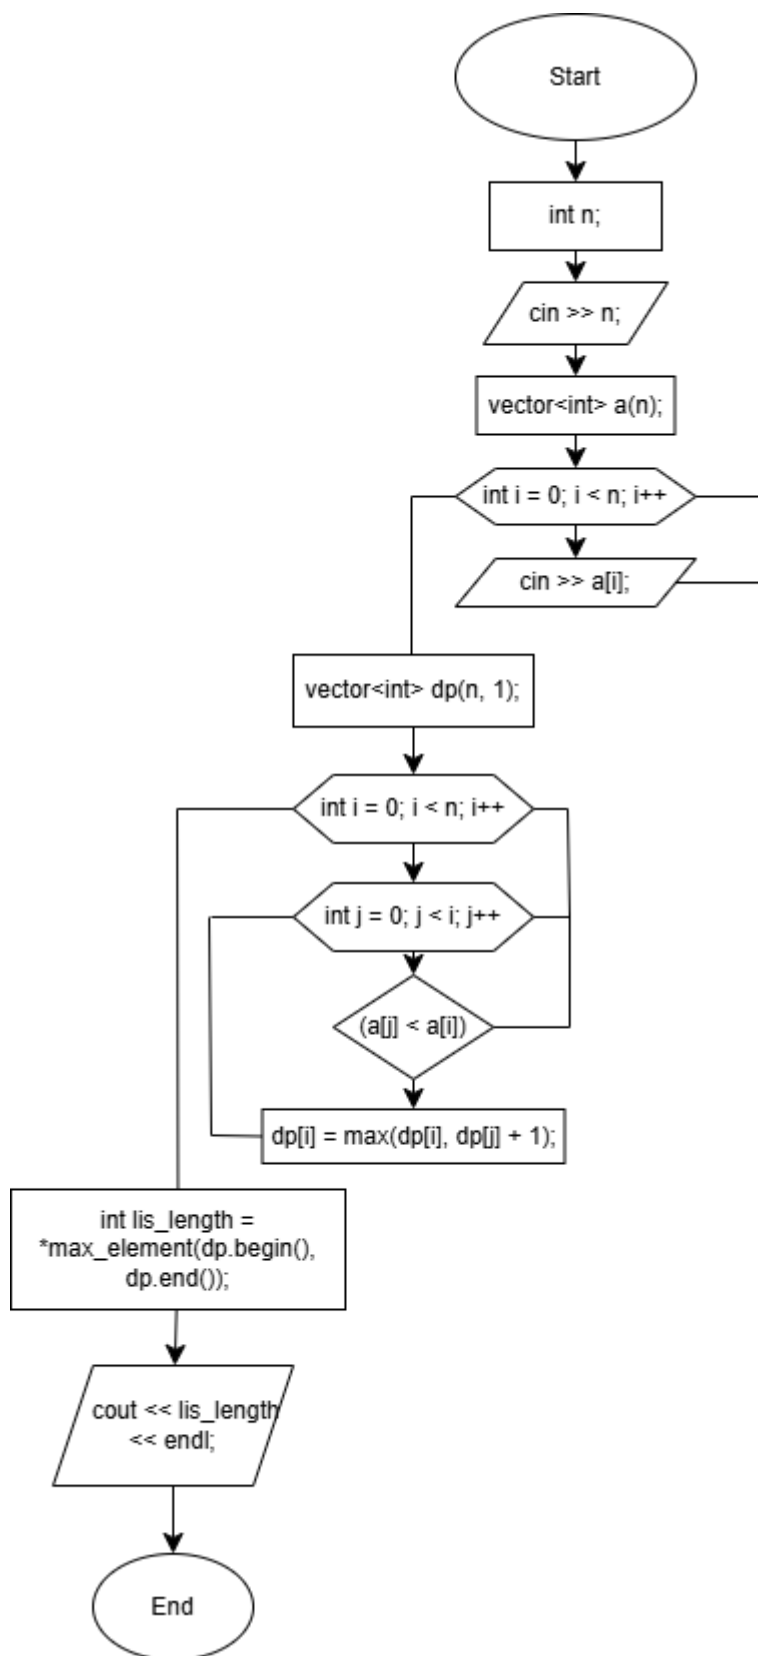 Start
int n;
cin >> n;
vector<int> a(n);
int i = 0; i < n; i++
cin >> a[i];
vector<int> dp(n, 1);
int i = 0; i < n; i++
int j = 0; j < i; j++
(a[j] < a[i])
dp[i] = max(dp[i], dp[j] + 1);
int lis_length =
*max_element(dp.begin(),
dp.end());
cout << lis_length
<< endl;
End